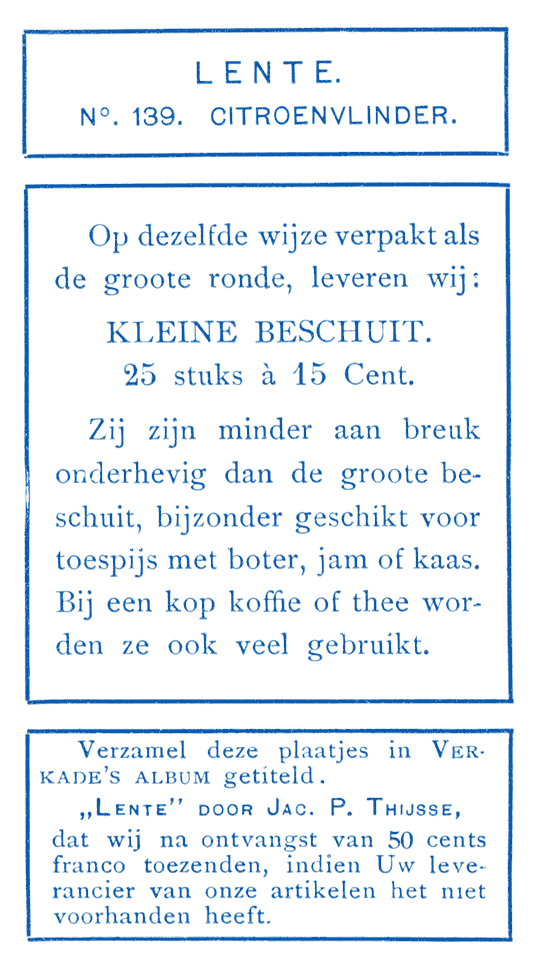 LENTE.
Nº. 139. CITROENVLINDER.
Op dezelfde wijze verpakt als
de groote ronde, leveren wij:
KLEINE BESCHUIT.
25 stuks à 15 Cent.
Zij zijn minder aan breuk
onderhevig dan de groote be-
schuit, bijzonder geschikt voor
toespijs met boter, jam of kaas.
Bij een kop koffie of thee wor-
den ze ook veel gebruikt.
Verzamel deze plaatjes in VER-
KADE'S ALBUM getiteld.
„LENTE” DOOR JAC. P. THIJSSE,
dat wij na ontvangst van 50 cents
franco toezenden, indien Uw leve-
rancier van onze artikelen het niet
voorhanden heeft.